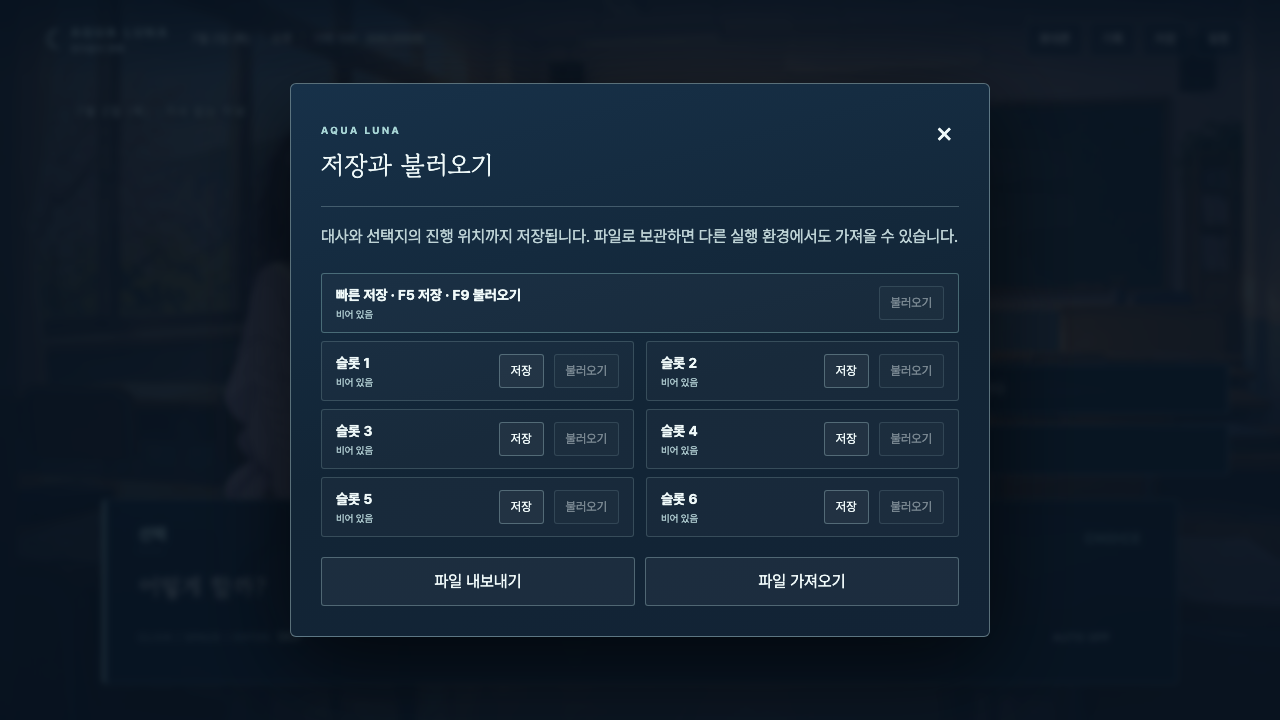 AQUA LUNA
저장과 불러오기
대사와 선택지의 진행 위치까지 저장됩니다. 파일로 보관하면 다른 실행 환경에서도 가져올 수 있습니다.
빠른 저장 · F5 저장 · F9 불러오기
비어 있음
불러오기
슬롯 1
비어 있음
저장
불러오기
슬롯 2
비어 있음
저장
불러오기
슬롯 3
비어 있음
저장
불러오기
슬롯 4
비어 있음
저장
불러오기
슬롯 5
비어 있음
저장
불러오기
슬롯 6
비어 있음
저장
불러오기
파일 내보내기
파일 가져오기